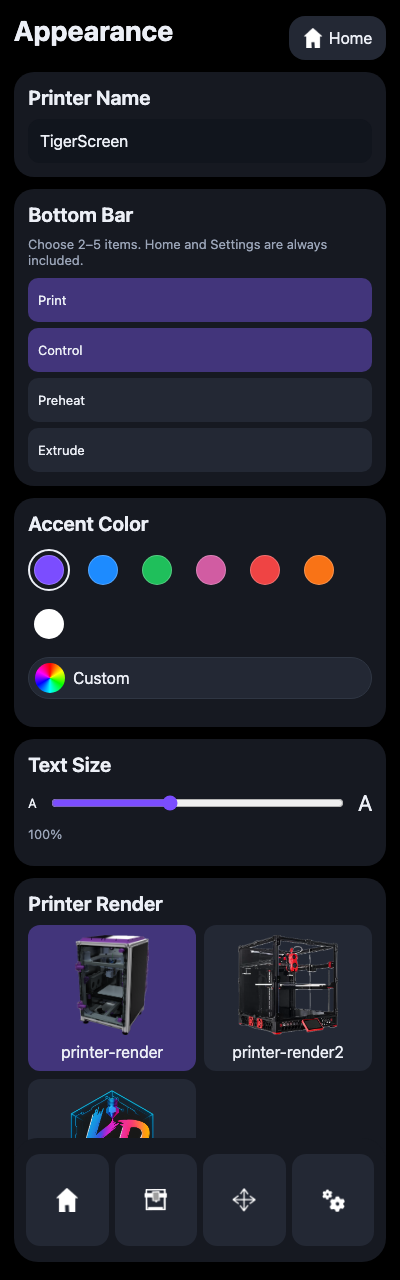 Appearance
Home
Printer Name
TigerScreen
Bottom Bar
Choose 2–5 items. Home and Settings are always
included.
Print
Control
Preheat
Extrude
Accent Color
Custom
Text Size
A
A
100%
Printer Render
printer-render
printer-render2